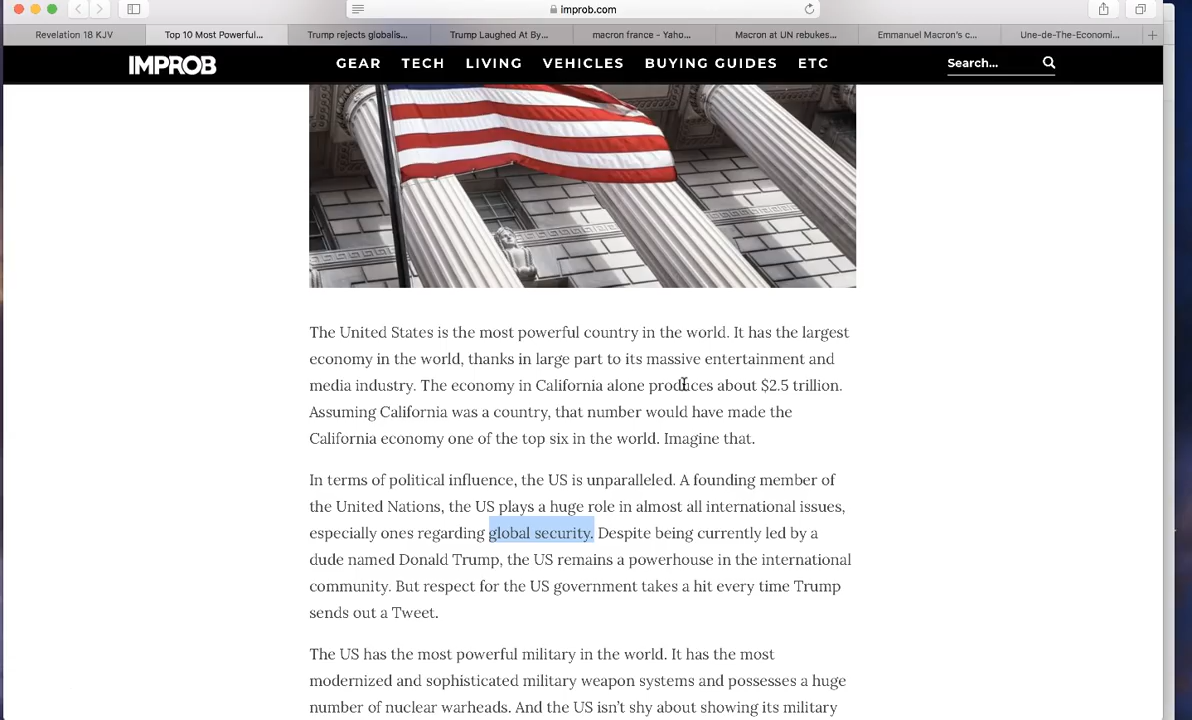 improb.com
Revelation 18 KJV
Top 10 Most Powerful...
Trump rejects globalis...
Trump Laughed At By...
macron france - Yaho...
Macron at UN rebukes...
Emmanuel Macron's c...
Une-de-The-Economi...
IMPROB
GEAR TECH LIVING VEHICLES BUYING GUIDES ETC
Search...
The United States is the most powerful country in the world. It has the largest
economy in the world, thanks in large part to its massive entertainment and
media industry. The economy in California alone produces about $2.5 trillion.
Assuming California was a country, that number would have made the
California economy one of the top six in the world. Imagine that.
In terms of political influence, the US is unparalleled. A founding member of
the United Nations, the US plays a huge role in almost all international issues,
especially ones regarding global security. Despite being currently led by a
dude named Donald Trump, the US remains a powerhouse in the international
community. But respect for the US government takes a hit every time Trump
sends out a Tweet.
The US has the most powerful military in the world. It has the most
modernized and sophisticated military weapon systems and possesses a huge
number of nuclear warheads. And the US isn't shy about showing its military